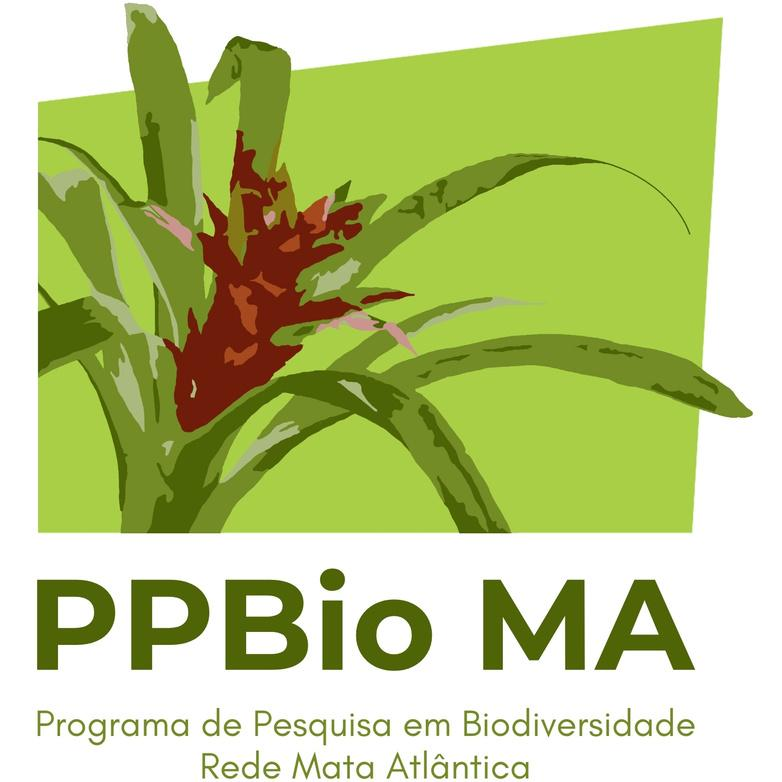 PPBio MA
Programa de Pesquisa em Biodiversidade
Rede Mata Atlântica